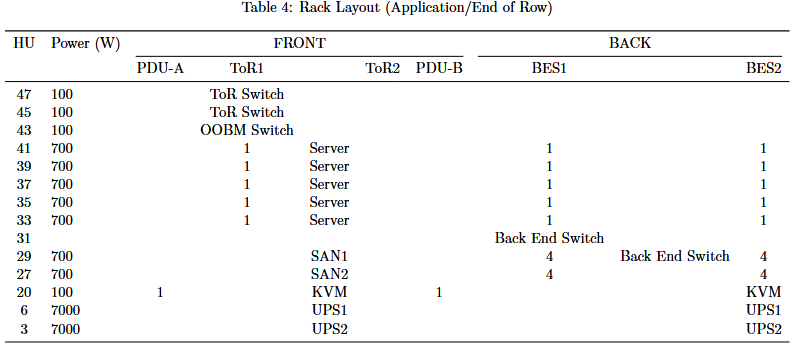 Table 4: Rack Layout (Application/End of Row)
HU Power (W) FRONT BACK
PDU-A ToR1 ToR2 PDU-B BES1 BES2
47 100 ToR Switch
45 100 ToR Switch
43 100 OOBM Switch
41 700 1 Server 1 1
39 700 1 Server 1 1
37 700 1 Server 1 1
35 700 1 Server 1 1
33 700 1 Server 1 1
31 Back End Switch
29 700 SAN1 4 Back End Switch 4
27 700 SAN2 4 4
20 100 1 KVM 1 KVM
6 7000 UPS1 UPS1
3 7000 UPS2 UPS2